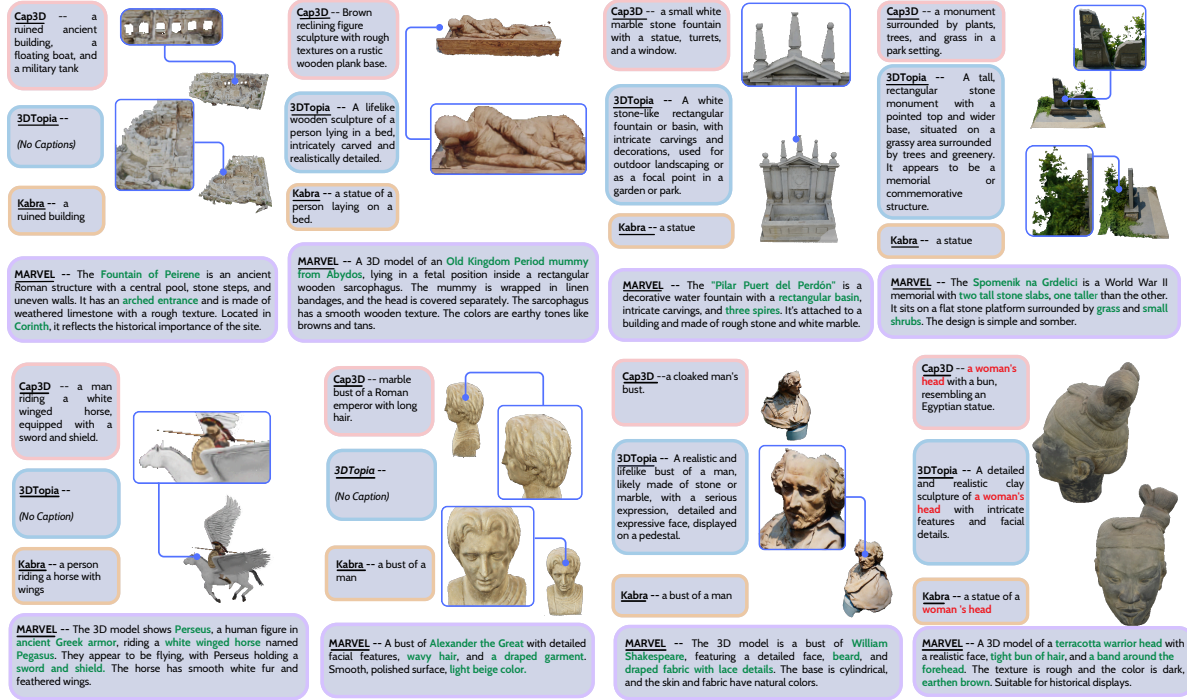 Cap3D -- a
ruined ancient
building, a
floating boat, and
a military tank
3DTopia --
(No Captions)
Kabra -- a
ruined building
MARVEL -- The Fountain of Peirene is an ancient
Roman structure with a central pool, stone steps, and
uneven walls. It has an arched entrance and is made of
weathered limestone with a rough texture. Located in
Corinth, it reflects the historical importance of the site.
Cap3D -- Brown
reclining figure
sculpture with rough
textures on a rustic
wooden plank base.
3DTopia -- A lifelike
wooden sculpture of a
person lying in a bed,
intricately carved and
realistically detailed.
Kabra -- a statue of a
person laying on a
bed.
MARVEL -- A 3D model of an Old Kingdom Period mummy
from Abydos, lying in a fetal position inside a rectangular
wooden sarcophagus. The mummy is wrapped in linen
bandages, and the head is covered separately. The sarcophagus
has a smooth wooden texture. The colors are earthy tones like
browns and tans.
Cap3D -- a small white
marble stone fountain
with a statue, turrets,
and a window.
3DTopia -- A white
stone-like rectangular
fountain or basin, with
intricate carvings and
decorations, used for
outdoor landscaping or
as a focal point in a
garden or park.
Kabra -- a statue
MARVEL -- The "Pilar Puert del Perdón" is a
decorative water fountain with a rectangular basin,
intricate carvings, and three spires. It's attached to a
building and made of rough stone and white marble.
Cap3D -- a monument
surrounded by plants,
trees, and grass in a
park setting.
3DTopia -- A tall,
rectangular stone
monument with a
pointed top and wider
base, situated on a
grassy area surrounded
by trees and greenery.
It appears to be a
memorial or
commemorative
structure.
Kabra -- a statue
MARVEL -- The Spomenik na Grdelici is a World War II
memorial with two tall stone slabs, one taller than the other.
It sits on a flat stone platform surrounded by grass and small
shrubs. The design is simple and somber.
Cap3D -- a man
riding a white
winged horse,
equipped with a
sword and shield.
3DTopia --
(No Caption)
Kabra -- a person
riding a horse with
wings
MARVEL -- The 3D model shows Perseus, a human figure in
ancient Greek armor, riding a white winged horse named
Pegasus. They appear to be flying, with Perseus holding a
sword and shield. The horse has smooth white fur and
feathered wings.
Cap3D -- marble
bust of a Roman
emperor with long
hair.
3DTopia --
(No Caption)
Kabra -- a bust of a
man
MARVEL -- A bust of Alexander the Great with detailed
facial features, wavy hair, and a draped garment.
Smooth, polished surface, light beige color.
Cap3D --a cloaked man's
bust.
3DTopia -- A realistic and
lifelike bust of a man,
likely made of stone or
marble, with a serious
expression, detailed and
expressive face, displayed
on a pedestal.
Kabra -- a bust of a man
MARVEL -- The 3D model is a bust of William
Shakespeare, featuring a detailed face, beard, and
draped fabric with lace details. The base is cylindrical,
and the skin and fabric have natural colors.
Cap3D -- a woman's
head with a bun,
resembling an
Egyptian statue.
3DTopia -- A detailed
and realistic clay
sculpture of a woman's
head with intricate
features and facial
details.
Kabra -- a statue of a
woman 's head
MARVEL -- A 3D model of a terracotta warrior head with
a realistic face, tight bun of hair, and a band around the
forehead. The texture is rough and the color is dark,
earthen brown. Suitable for historical displays.